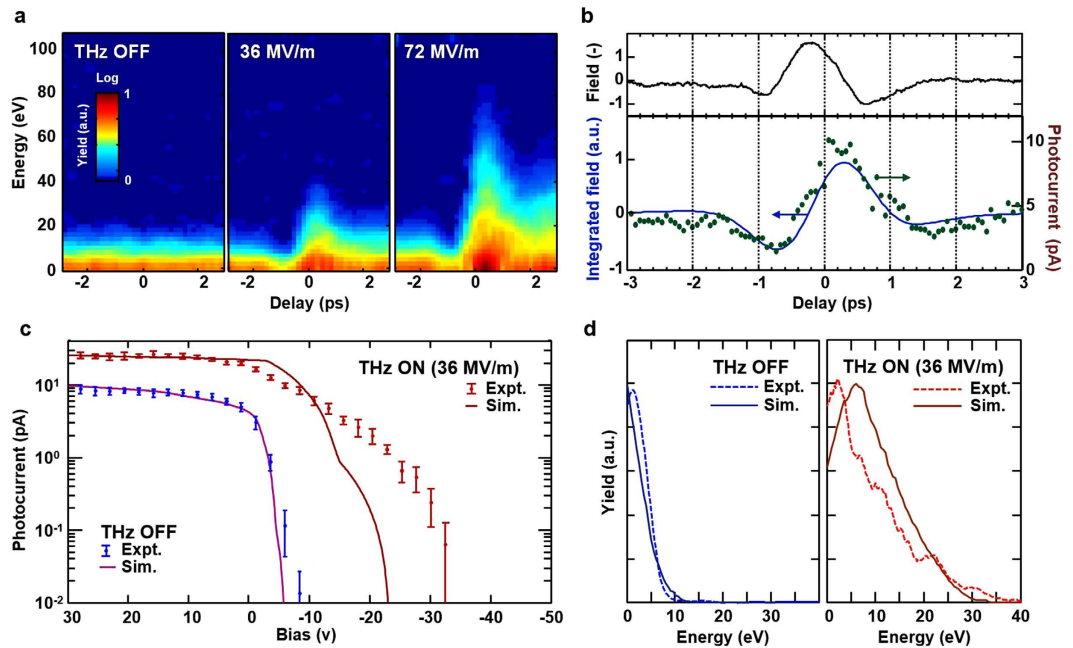 a
THz OFF
36 MV/m
72 MV/m
Log
1
0
Yield (a.u.)
Energy (eV)
100
80
60
40
20
0
-2 0 2
-2 0 2
-2 0 2
Delay (ps)
b
Field (-)
1
0
-1
Integrated field (a.u.)
1
0
-1
10
5
0
Photocurrent (pA)
-3 -2 -1 0 1 2 3
Delay (ps)
c
THz ON (36 MV/m)
Expt.
Sim.
THz OFF
Expt.
Sim.
Photocurrent (pA)
10¹
10⁰
10⁻¹
10⁻²
30 20 10 0 -10 -20 -30 -40 -50
Bias (v)
d
THz OFF
Expt.
Sim.
THz ON (36 MV/m)
Expt.
Sim.
Yield (a.u.)
0 10 20 30
0 10 20 30 40
Energy (eV)
Energy (eV)